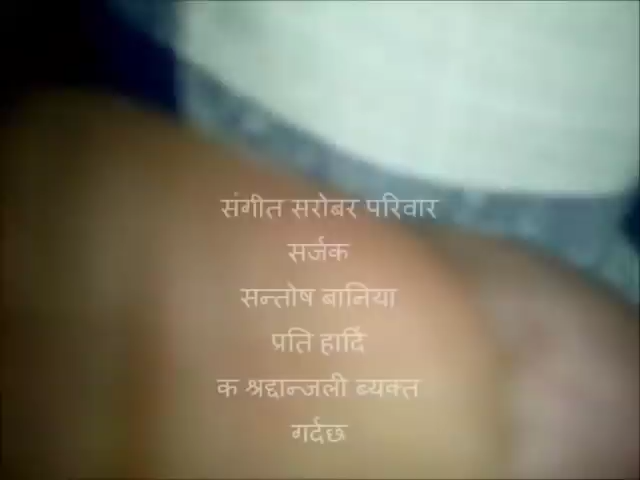 संगीत सरोबर परिवार
सर्जक
सन्तोष बानिया
प्रति हार्दि
क श्रद्दान्जली ब्यक्त
गर्दछ